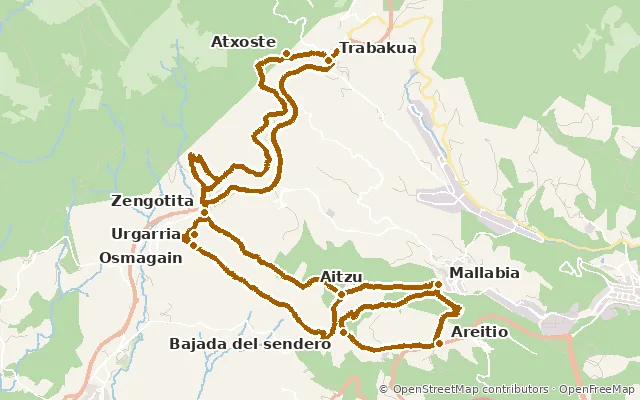 Atxoste
Trabakua
Zengotita
Urgarria
Osmagain
Aitzu
Mallabia
Bajada del sendero
Areitio
© OpenStreetMap contributors - OpenFreeMap